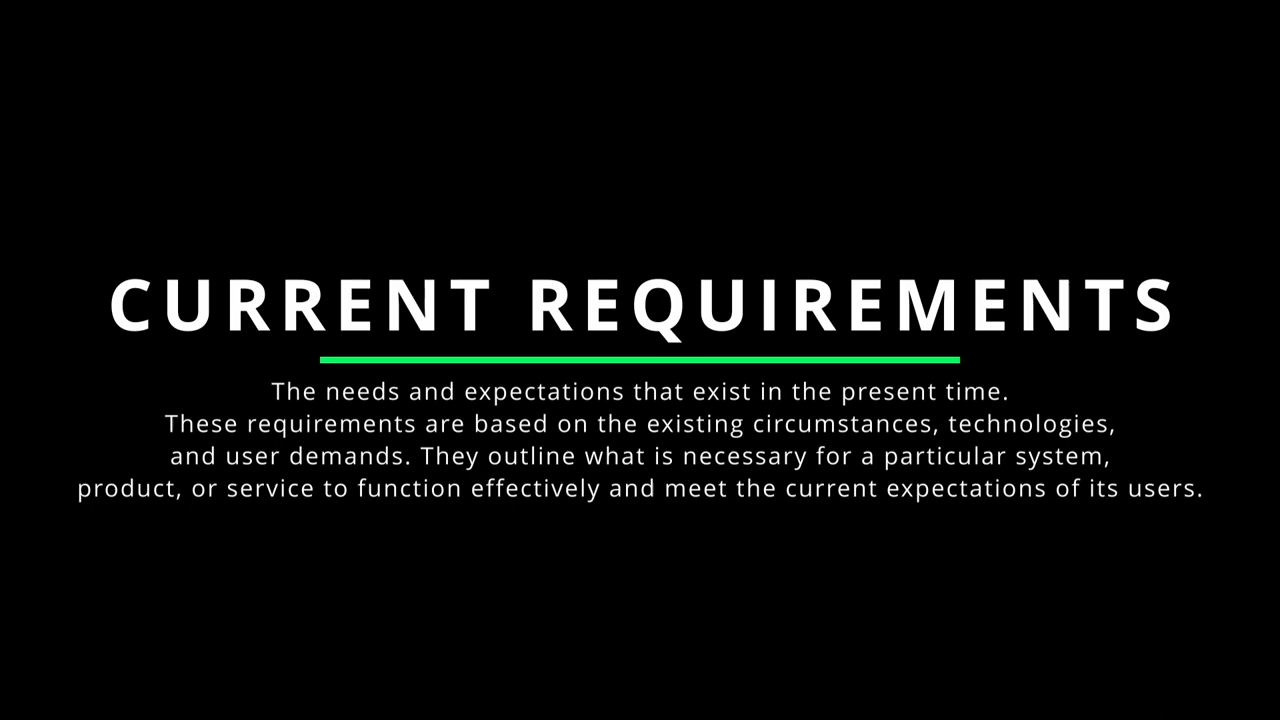 CURRENT REQUIREMENTS
The needs and expectations that exist in the present time.
These requirements are based on the existing circumstances, technologies,
and user demands. They outline what is necessary for a particular system,
product, or service to function effectively and meet the current expectations of its users.